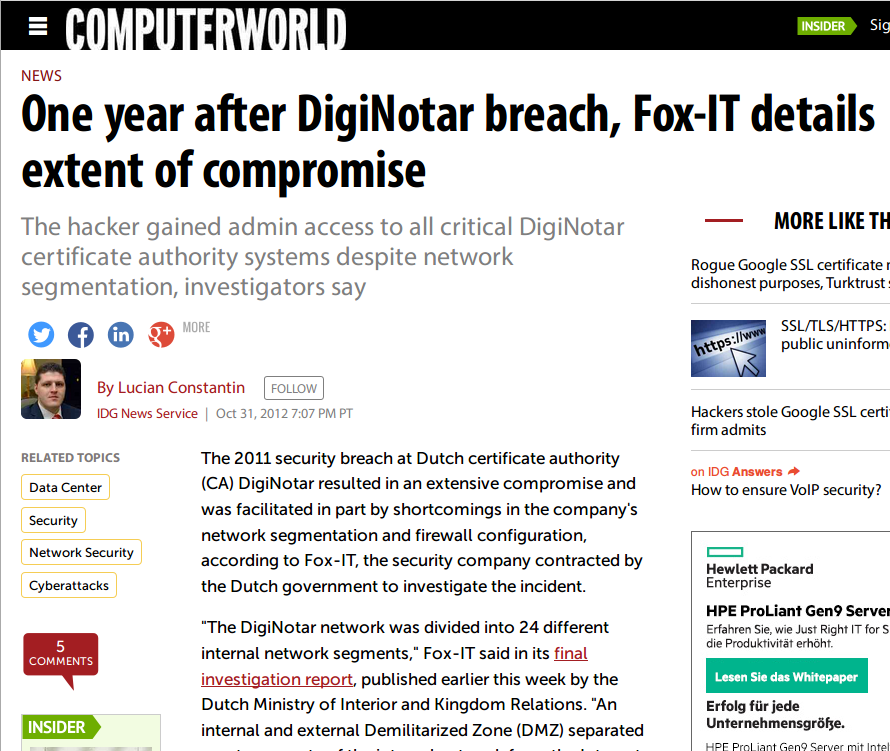 COMPUTERWORLD
INSIDER
NEWS
One year after DigiNotar breach, Fox-IT details
extent of compromise
The hacker gained admin access to all critical DigiNotar
certificate authority systems despite network
segmentation, investigators say
MORE
By Lucian Constantin
FOLLOW
IDG News Service | Oct 31, 2012 7:07 PM PT
RELATED TOPICS
Data Center
Security
Network Security
Cyberattacks
5
COMMENTS
INSIDER
The 2011 security breach at Dutch certificate authority
(CA) DigiNotar resulted in an extensive compromise and
was facilitated in part by shortcomings in the company's
network segmentation and firewall configuration,
according to Fox-IT, the security company contracted by
the Dutch government to investigate the incident.
"The DigiNotar network was divided into 24 different
internal network segments," Fox-IT said in its final
investigation report, published earlier this week by the
Dutch Ministry of Interior and Kingdom Relations. "An
internal and external Demilitarized Zone (DMZ) separated
MORE LIKE TH
Rogue Google SSL certificate
dishonest purposes, Turktrust
https://www
SSL/TLS/HTTPS:
public uninform
Hackers stole Google SSL certi
firm admits
on IDG Answers
How to ensure VoIP security?
Hewlett Packard
Enterprise
HPE ProLiant Gen9 Server
Erfahren Sie, wie Just Right IT for S
die Produktivität erhöht.
Lesen Sie das Whitepaper
Erfolg für jede
Unternehmensgröße.
HPE ProLiant Gen9 Server mit Intel